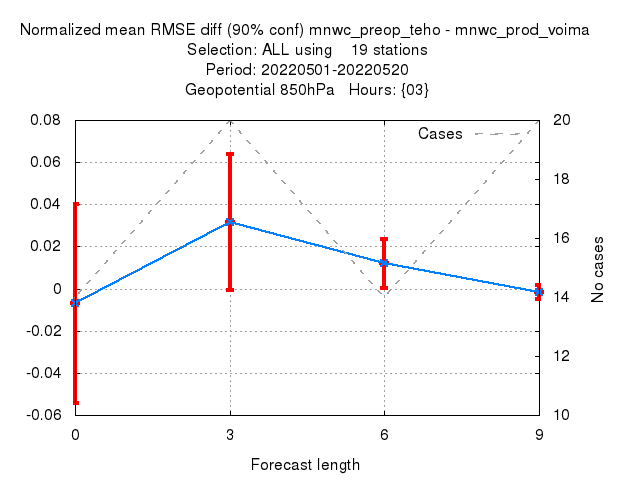 Normalized mean RMSE diff (90% conf) mnwc_preop_teho - mnwc_prod_voima
Selection: ALL using    19 stations
Period: 20220501-20220520
Geopotential 850hPa   Hours: {03}
Cases
0.08
0.06
0.04
0.02
0
-0.02
-0.04
-0.06
20
18
16
14
12
10
No cases
0 3 6 9
Forecast length